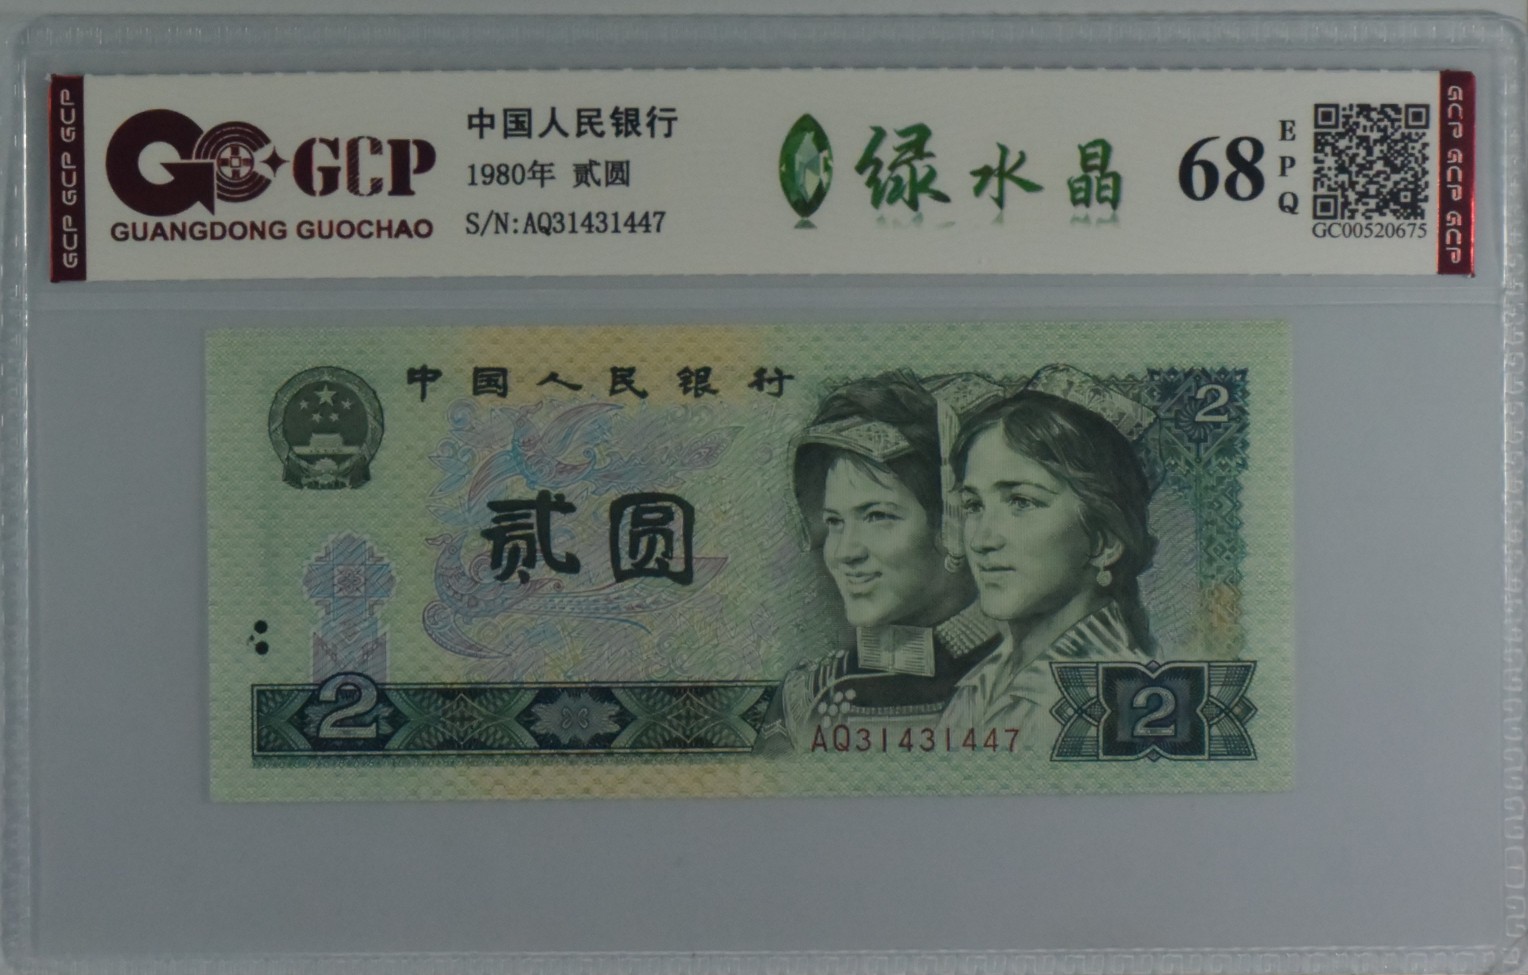 GCP
GUANGDONG GUOCHAO
中国人民银行
1980年 贰圆
S/N:AQ31431447
绿水晶
68
EPQ
GC00520675
GCP GCP GCP
GCP GCP GCP
中国人民银行
2
贰圆
2
AQ31431447
2